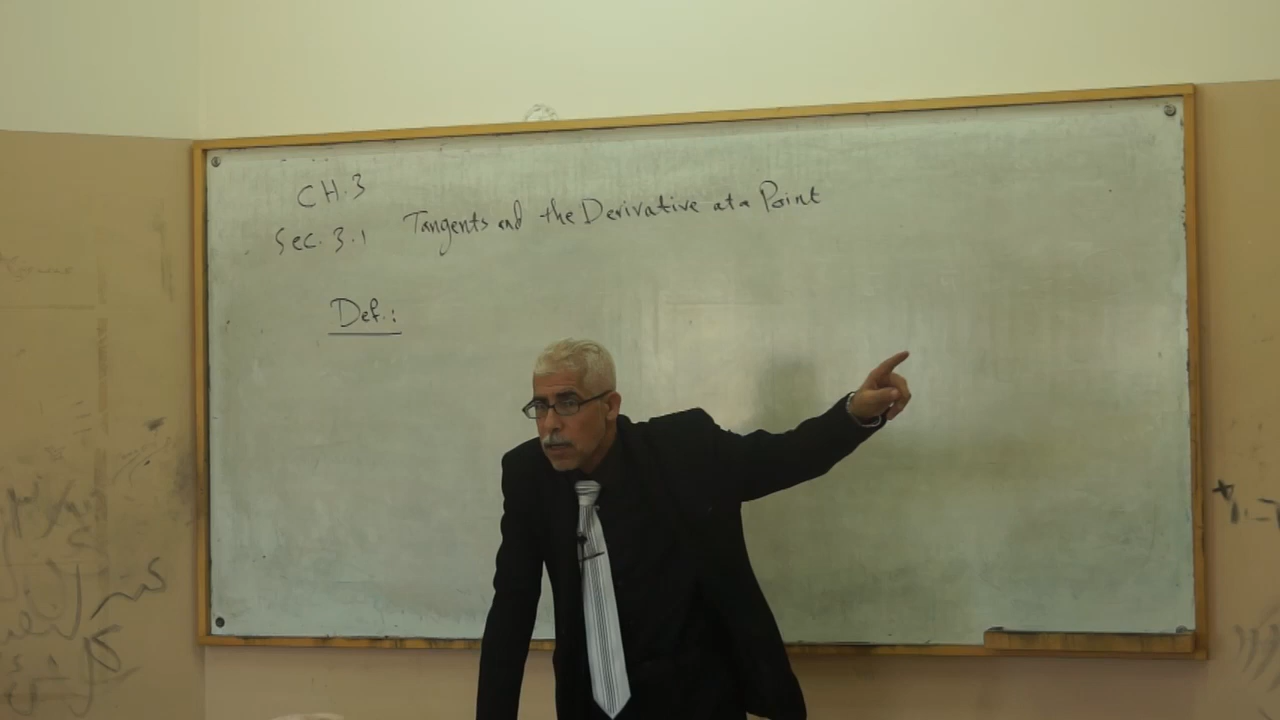 CH.3
Sec. 3.1 Tangents and the Derivative at a Point
Def.: